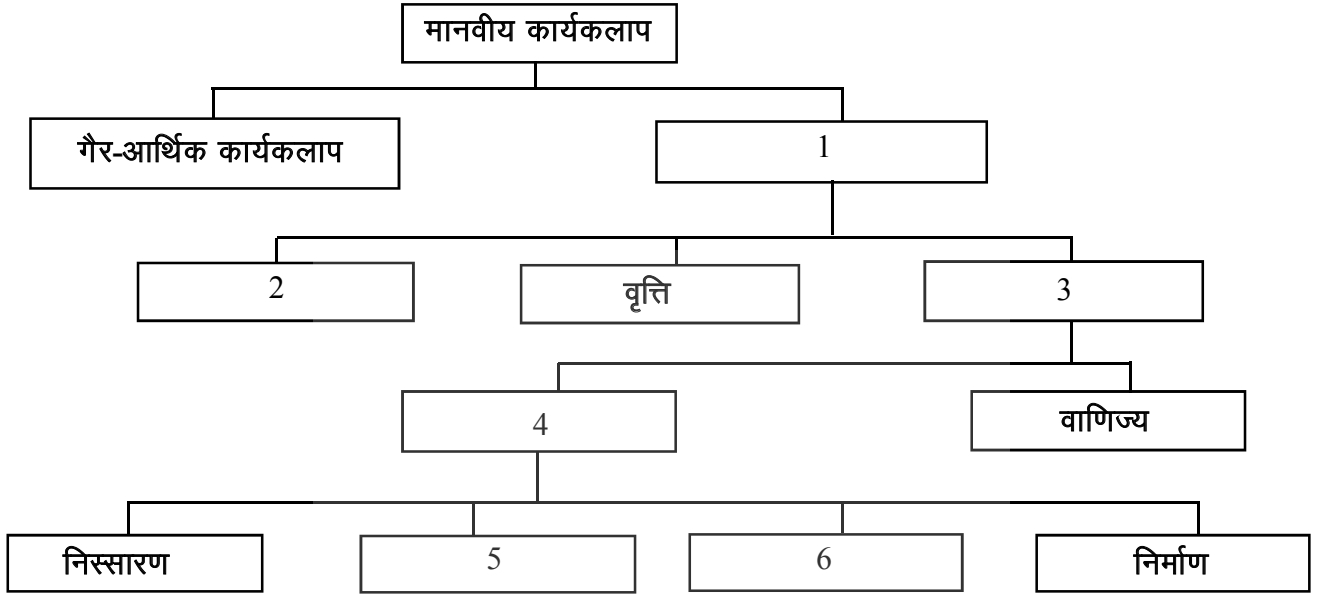 मानवीय कार्यकलाप
गैर-आर्थिक कार्यकलाप
1
2
वृत्ति
3
4
वाणिज्य
निस्सारण
5
6
निर्माण